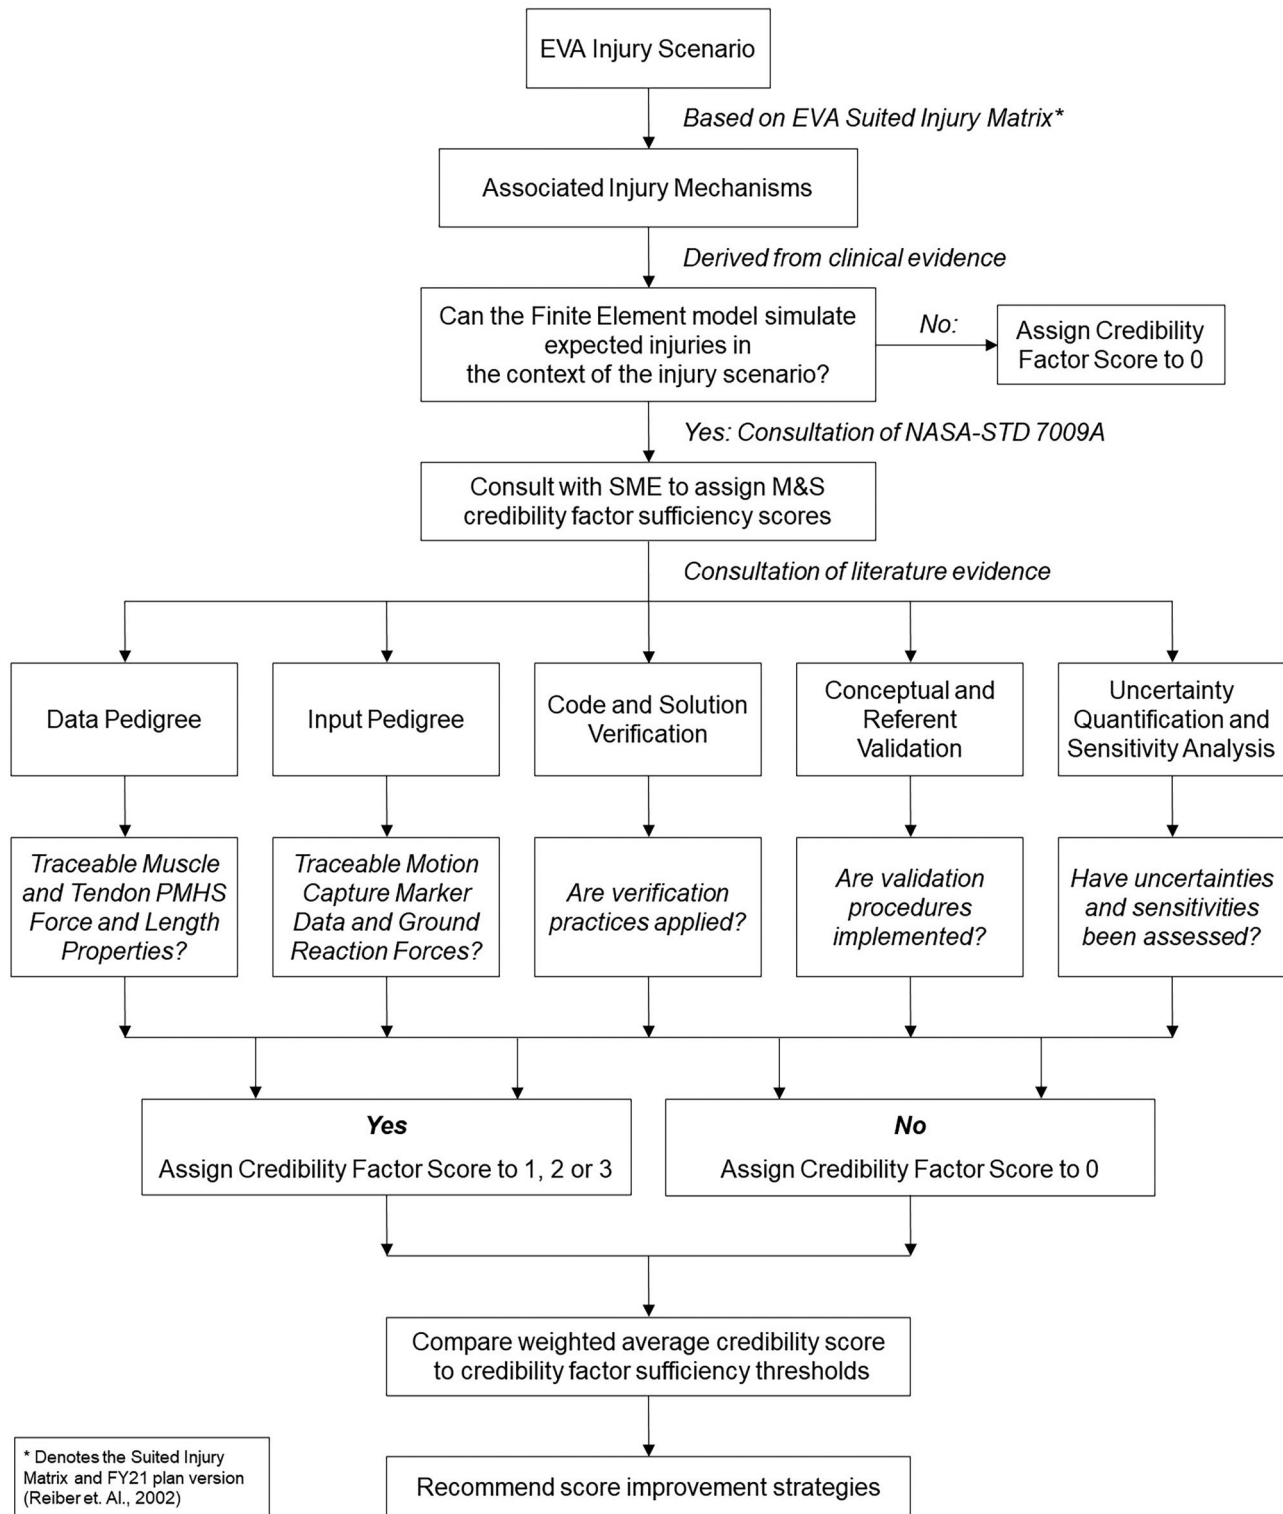 EVA Injury Scenario
Based on EVA Suited Injury Matrix*
Associated Injury Mechanisms
Derived from clinical evidence
Can the Finite Element model simulate
expected injuries in
the context of the injury scenario?
No:
Assign Credibility
Factor Score to 0
Yes: Consultation of NASA-STD 7009A
Consult with SME to assign M&S
credibility factor sufficiency scores
Consultation of literature evidence
Data Pedigree
Input Pedigree
Code and Solution
Verification
Conceptual and
Referent
Validation
Uncertainty
Quantification and
Sensitivity Analysis
Traceable Muscle
and Tendon PMHS
Force and Length
Properties?
Traceable Motion
Capture Marker
Data and Ground
Reaction Forces?
Are verification
practices applied?
Are validation
procedures
implemented?
Have uncertainties
and sensitivities
been assessed?
Yes
Assign Credibility Factor Score to 1, 2 or 3
No
Assign Credibility Factor Score to 0
Compare weighted average credibility score
to credibility factor sufficiency thresholds
Recommend score improvement strategies
* Denotes the Suited Injury
Matrix and FY21 plan version
(Reiber et. Al., 2002)